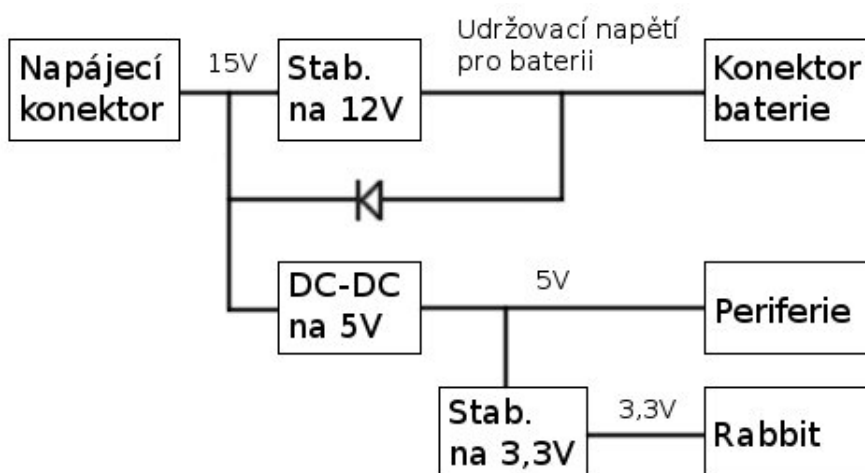 Napájecí
konektor
15V
Stab.
na 12V
Udržovací napětí
pro baterii
Konektor
baterie
DC-DC
na 5V
5V
Periferie
Stab.
na 3,3V
3,3V
Rabbit